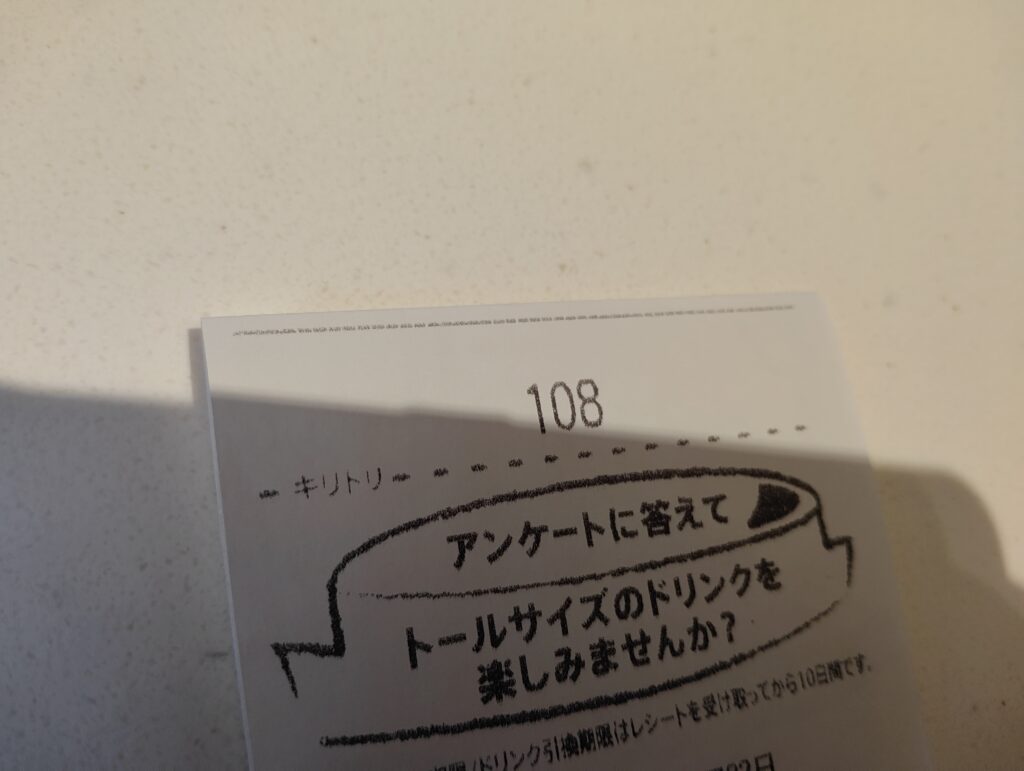 108
キリトリ
アンケートに答えて
トールサイズのドリンクを
楽しみませんか？
/ドリンク引換期限はレシートを受け取ってから10日間です。